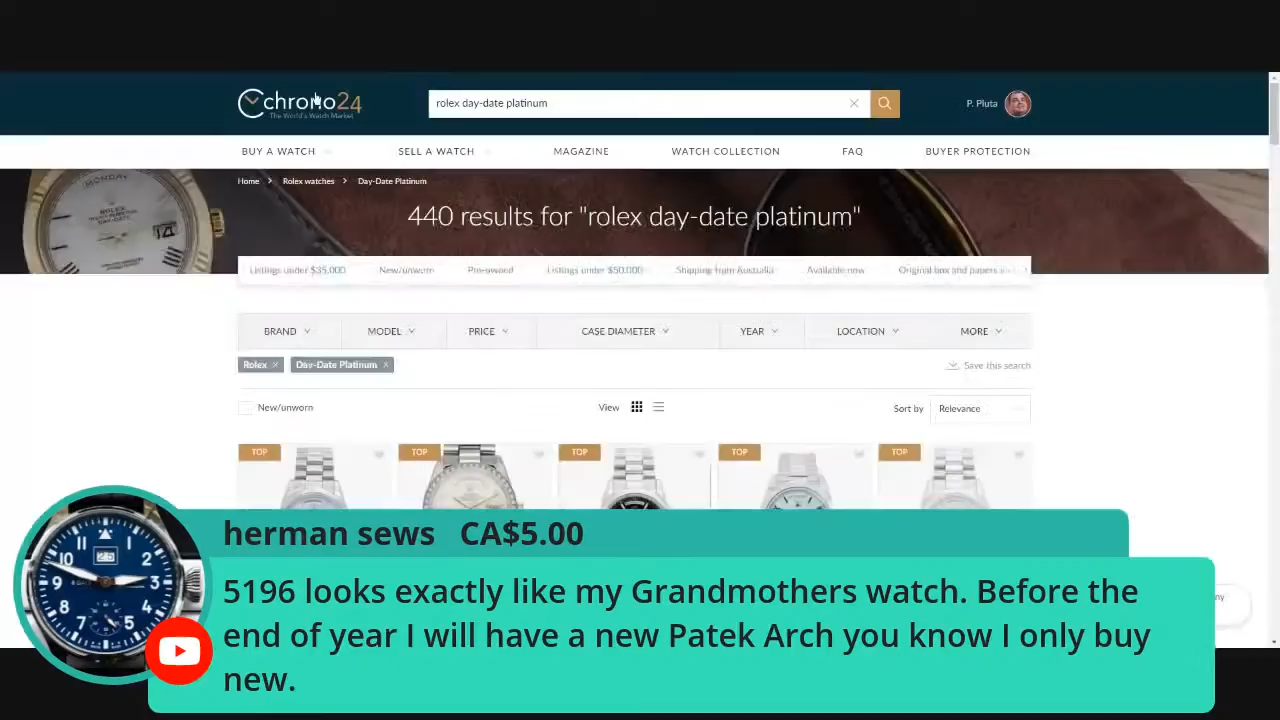 chrono24
The World's Watch Market
rolex day-date platinum
P. Pluta
BUY A WATCH
SELL A WATCH
MAGAZINE
WATCH COLLECTION
FAQ
BUYER PROTECTION
Home > Rolex watches > Day-Date Platinum
440 results for "rolex day-date platinum"
Listings under $35,000
New/unworn
Pre-owned
Listings under $50,000
Shipping from Australia
Available now
Original box and papers
BRAND
MODEL
PRICE
CASE DIAMETER
YEAR
LOCATION
MORE
Rolex ×
Day-Date Platinum ×
Save this search
New/unworn
View
Sort by
Relevance
TOP
TOP
TOP
TOP
TOP
herman sews CA$5.00
5196 looks exactly like my Grandmothers watch. Before the
end of year I will have a new Patek Arch you know I only buy
new.